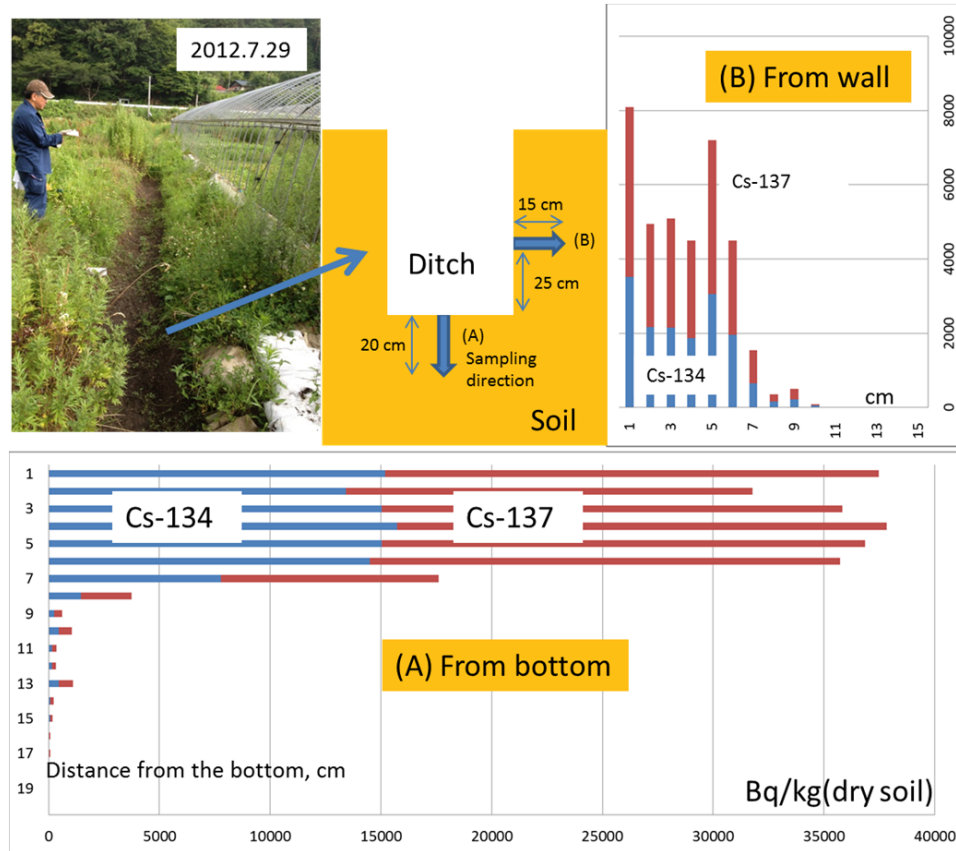 2012.7.29
Ditch
15 cm
(B)
25 cm
20 cm
(A)
Sampling
direction
Soil
(B) From wall
Cs-137
Cs-134
cm
0
2000
4000
6000
8000
10000
1
3
5
7
9
11
13
15
1
3
5
7
9
11
13
15
17
19
Cs-134
Cs-137
(A) From bottom
Distance from the bottom, cm
Bq/kg(dry soil)
0
5000
10000
15000
20000
25000
30000
35000
40000